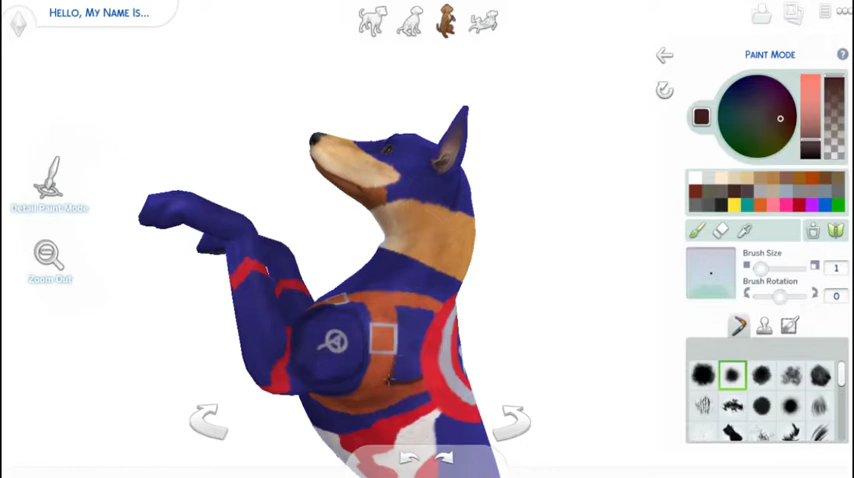 HELLO, MY NAME IS...
PAINT MODE
?
Detail Paint Mode
Zoom Out
Brush Size
1
Brush Rotation
0